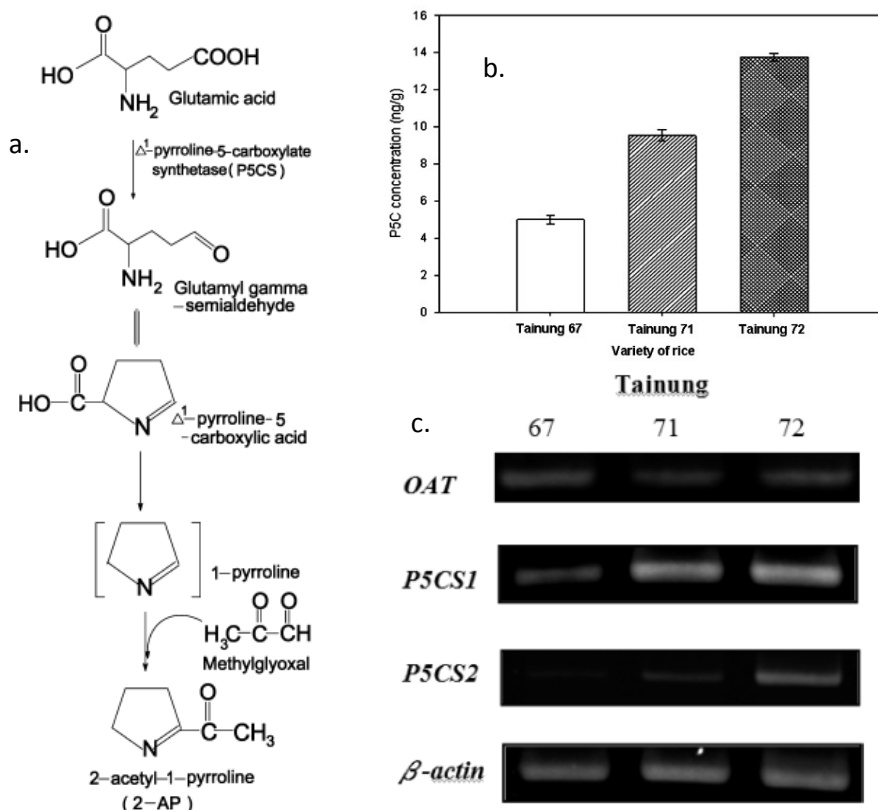 a.
O
HO
COOH
NH2
Glutamic acid
△1-pyrroline-5-carboxylate
synthetase(P5CS)
O
HO
O
NH2
Glutamyl gamma
-semialdehyde
O
HO-C
N
△1-pyrroline-5
-carboxylic acid
N
1-pyrroline
O O
H3C-C-CH
Methylglyoxal
O
N
C
CH3
2-acetyl-1-pyrroline
(2-AP)
b.
P5C concentration (ng/g)
16
14
12
10
8
6
4
2
0
Tainung 67 Tainung 71 Tainung 72
Variety of rice
Tainung
c.
67 71 72
OAT
P5CS1
P5CS2
β-actin